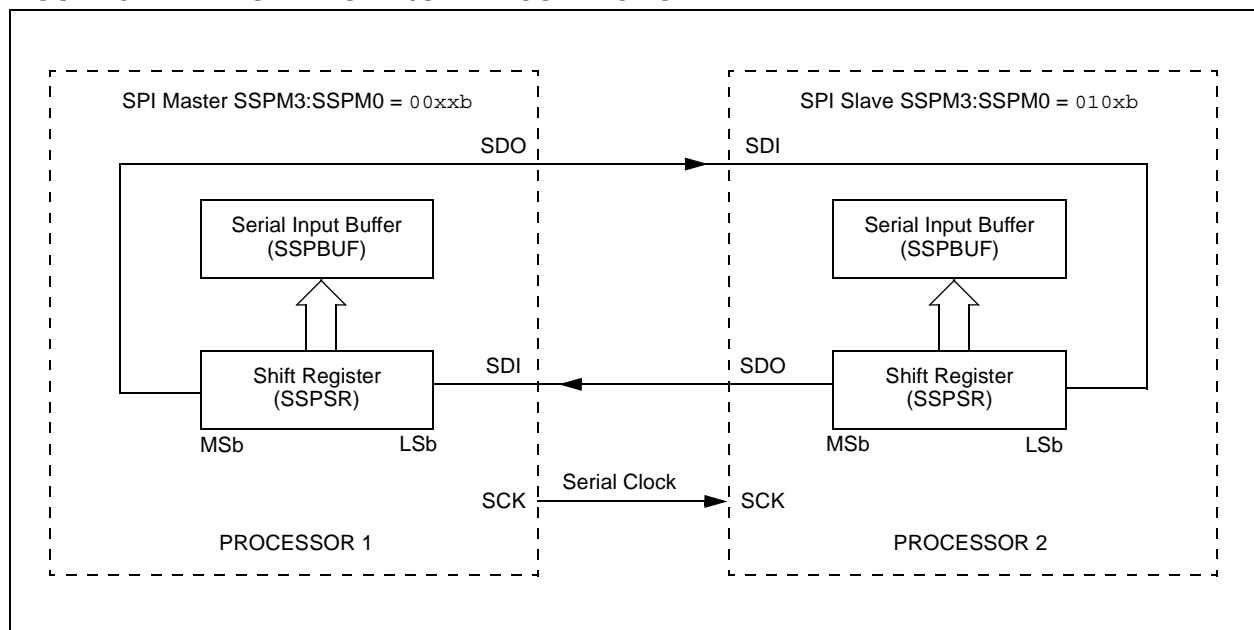 SPI Master SSPM3:SSPM0 = 00xxb
SPI Slave SSPM3:SSPM0 = 010xb
SDO
SDI
Serial Input Buffer
(SSPBUF)
Serial Input Buffer
(SSPBUF)
Shift Register
(SSPSR)
MSb
LSb
SDI
SDO
Shift Register
(SSPSR)
MSb
LSb
SCK
Serial Clock
SCK
PROCESSOR 1
PROCESSOR 2